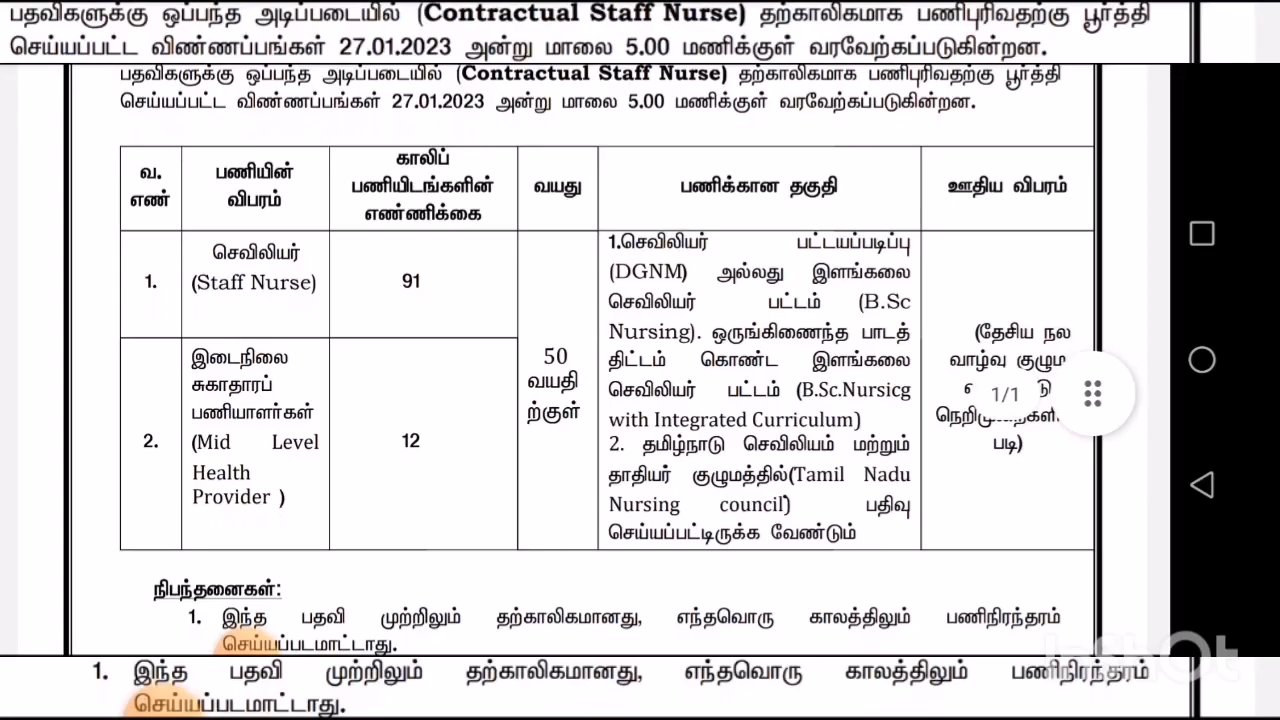 பதவிகளுக்கு ஒப்பந்த அடிப்படையில் (Contractual Staff Nurse) தற்காலிகமாக பணிபுரிவதற்கு பூர்த்தி
செய்யப்பட்ட விண்ணப்பங்கள் 27.01.2023 அன்று மாலை 5.00 மணிக்குள் வரவேற்கப்படுகின்றன.
பதவிகளுக்கு ஒப்பந்த அடிப்படையில் (Contractual Staff Nurse) தற்காலிகமாக பணிபுரிவதற்கு பூர்த்தி
செய்யப்பட்ட விண்ணப்பங்கள் 27.01.2023 அன்று மாலை 5.00 மணிக்குள் வரவேற்கப்படுகின்றன.
வ.
எண்
பணியின்
விபரம்
காலிப்
பணியிடங்களின்
எண்ணிக்கை
வயது
பணிக்கான தகுதி
ஊதிய விபரம்
1.
செவிலியர்
(Staff Nurse)
91
2.
இடைநிலை
சுகாதாரப்
பணியாளர்கள்
(Mid Level
Health
Provider )
12
50
வயதி
ற்குள்
1.செவிலியர் பட்டயப்படிப்பு
(DGNM) அல்லது இளங்கலை
செவிலியர் பட்டம் (B.Sc
Nursing). ஒருங்கிணைந்த பாடத்
திட்டம் கொண்ட இளங்கலை
செவிலியர் பட்டம் (B.Sc.Nursicg
with Integrated Curriculum)
2. தமிழ்நாடு செவிலியம் மற்றும்
தாதியர் குழுமத்தில்(Tamil Nadu
Nursing council) பதிவு
செய்யப்பட்டிருக்க வேண்டும்
(தேசிய நல
வாழ்வு குழும
1/1
படி)
நிபந்தனைகள்:
1. இந்த பதவி முற்றிலும் தற்காலிகமானது, எந்தவொரு காலத்திலும் பணிநிரந்தரம்
செய்யப்படமாட்டாது.
InShOt
1. இந்த பதவி முற்றிலும் தற்காலிகமானது, எந்தவொரு காலத்திலும் பணிநிரந்தரம்
செய்யப்படமாட்டாது.